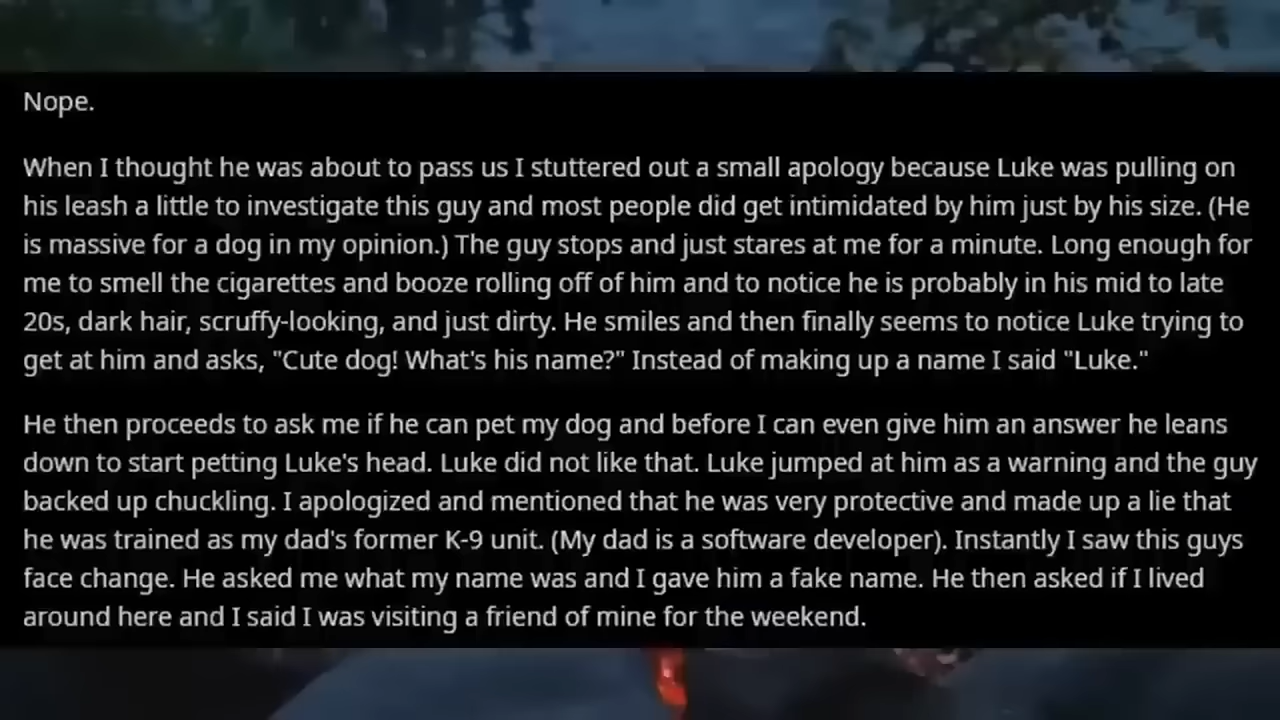 Nope.
When I thought he was about to pass us I stuttered out a small apology because Luke was pulling on
his leash a little to investigate this guy and most people did get intimidated by him just by his size. (He
is massive for a dog in my opinion.) The guy stops and just stares at me for a minute. Long enough for
me to smell the cigarettes and booze rolling off of him and to notice he is probably in his mid to late
20s, dark hair, scruffy-looking, and just dirty. He smiles and then finally seems to notice Luke trying to
get at him and asks, "Cute dog! What's his name?" Instead of making up a name I said "Luke."
He then proceeds to ask me if he can pet my dog and before I can even give him an answer he leans
down to start petting Luke's head. Luke did not like that. Luke jumped at him as a warning and the guy
backed up chuckling. I apologized and mentioned that he was very protective and made up a lie that
he was trained as my dad's former K-9 unit. (My dad is a software developer). Instantly I saw this guys
face change. He asked me what my name was and I gave him a fake name. He then asked if I lived
around here and I said I was visiting a friend of mine for the weekend.